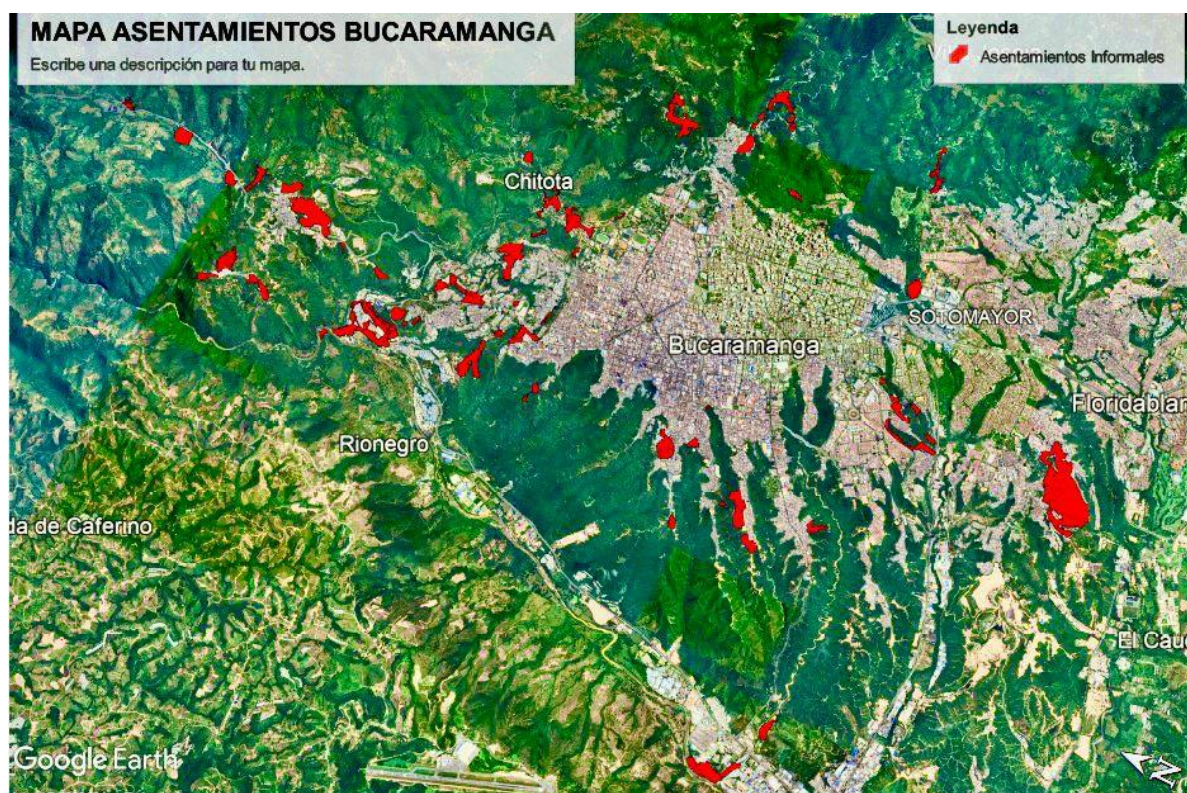 MAPA ASENTAMIENTOS BUCARAMANGA
Escribe una descripción para tu mapa.
Leyenda
Asentamientos Informales
Chitota
SOTOMAYOR
Bucaramanga
Floridablan
Rionegro
da de Caferino
El Cauc
Google Earth
N